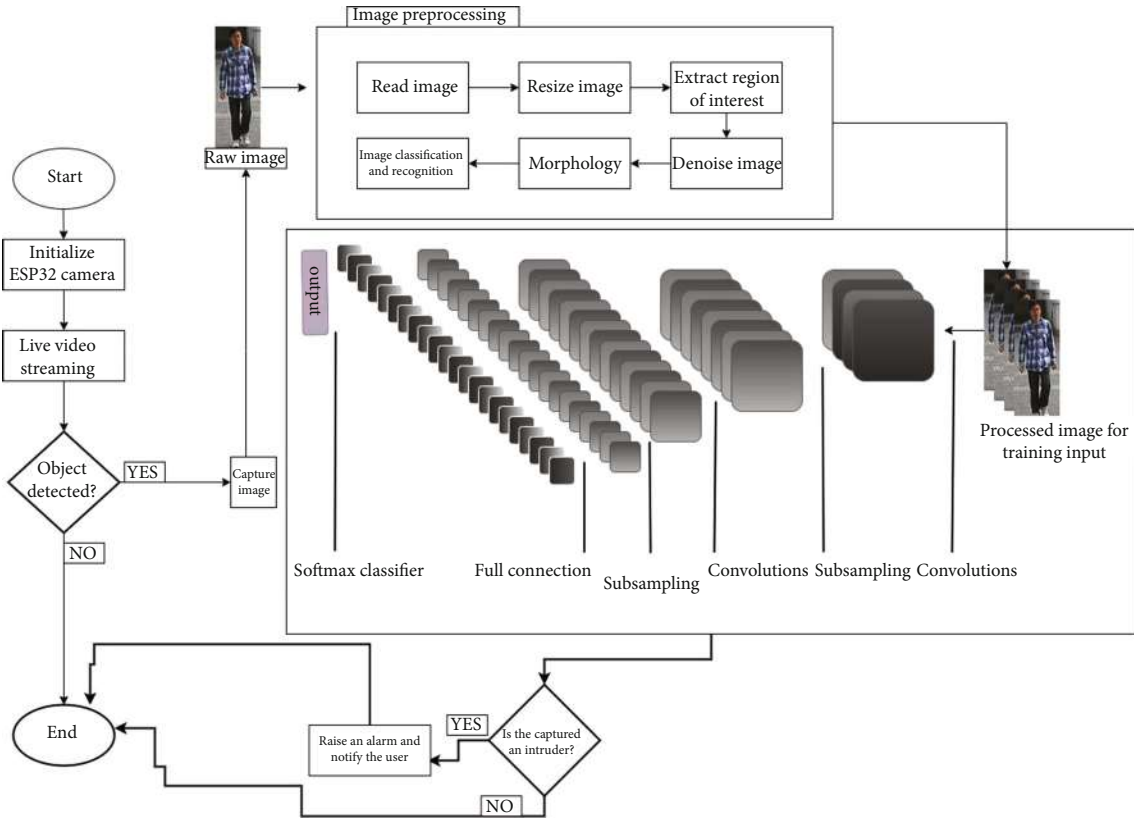 Image preprocessing
Read image
Resize image
Extract region
of interest
Image classification
and recognition
Morphology
Denoise image
Raw image
Start
Initialize
ESP32 camera
Live video
streaming
Object
detected?
YES
Capture
image
NO
output
Processed image for
training input
Softmax classifier
Full connection
Subsampling
Convolutions
Subsampling
Convolutions
Is the captured
an intruder?
YES
Raise an alarm and
notify the user
NO
End